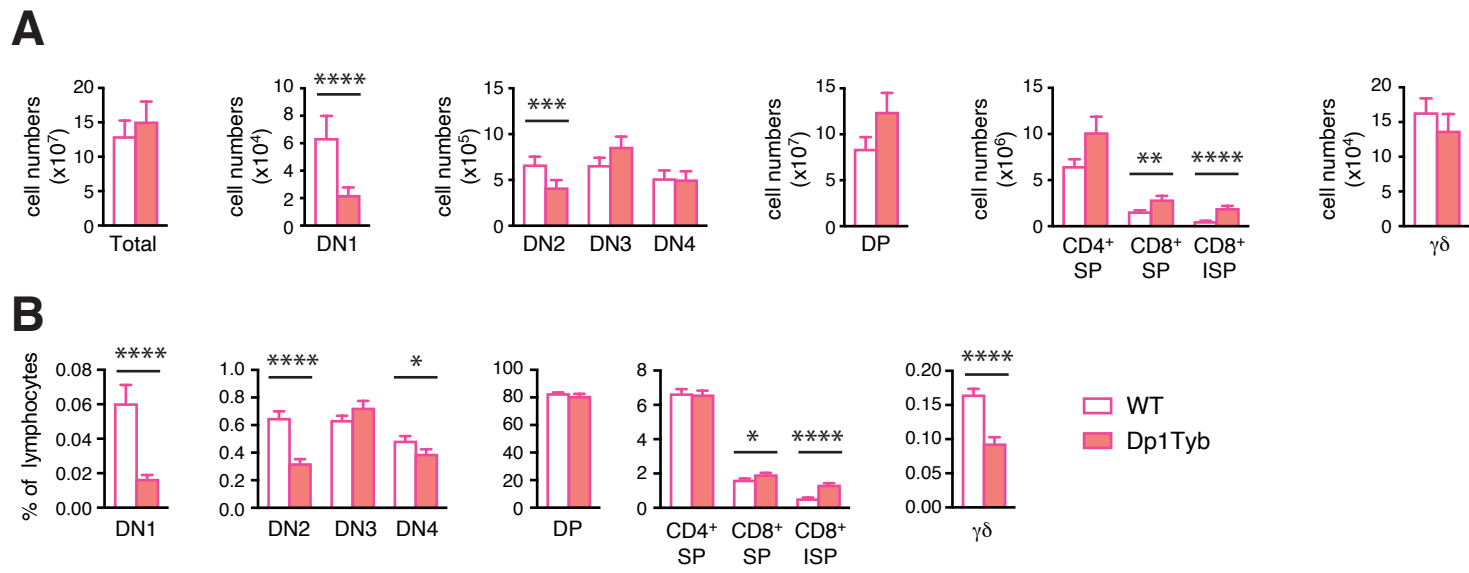 A
cell numbers
(x10⁷)
20
15
10
5
0
Total
cell numbers
(x10⁴)
10
8
6
4
2
0
****
DN1
cell numbers
(x10⁵)
15
10
5
0
***
DN2 DN3 DN4
cell numbers
(x10⁷)
15
10
5
0
DP
cell numbers
(x10⁶)
15
10
5
0
** ****
CD4⁺ CD8⁺ CD8⁺
SP SP ISP
cell numbers
(x10⁴)
20
15
10
5
0
γδ
B
% of lymphocytes
0.08
0.06
0.04
0.02
0.00
****
DN1
1.0
0.8
0.6
0.4
0.2
0.0
**** *
DN2 DN3 DN4
100
80
60
40
20
0
DP
8
6
4
2
0
* ****
CD4⁺ CD8⁺ CD8⁺
SP SP ISP
0.20
0.15
0.10
0.05
0.00
****
γδ
WT
Dp1Tyb